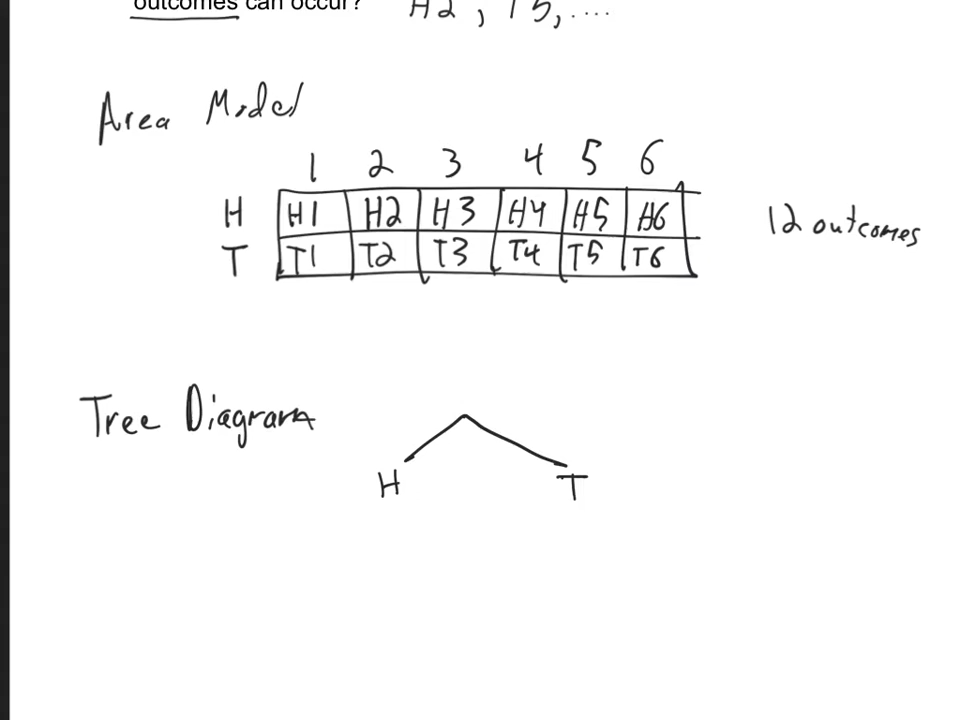 outcomes can occur? H2, T5, ....
Area Model
1 2 3 4 5 6
H H1 H2 H3 H4 H5 H6 12 outcomes
T T1 T2 T3 T4 T5 T6
Tree Diagram
H T